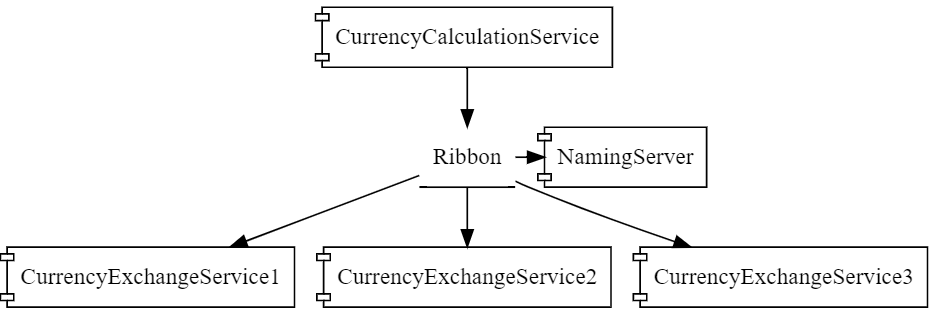 CurrencyCalculationService
Ribbon
NamingServer
CurrencyExchangeService1
CurrencyExchangeService2
CurrencyExchangeService3